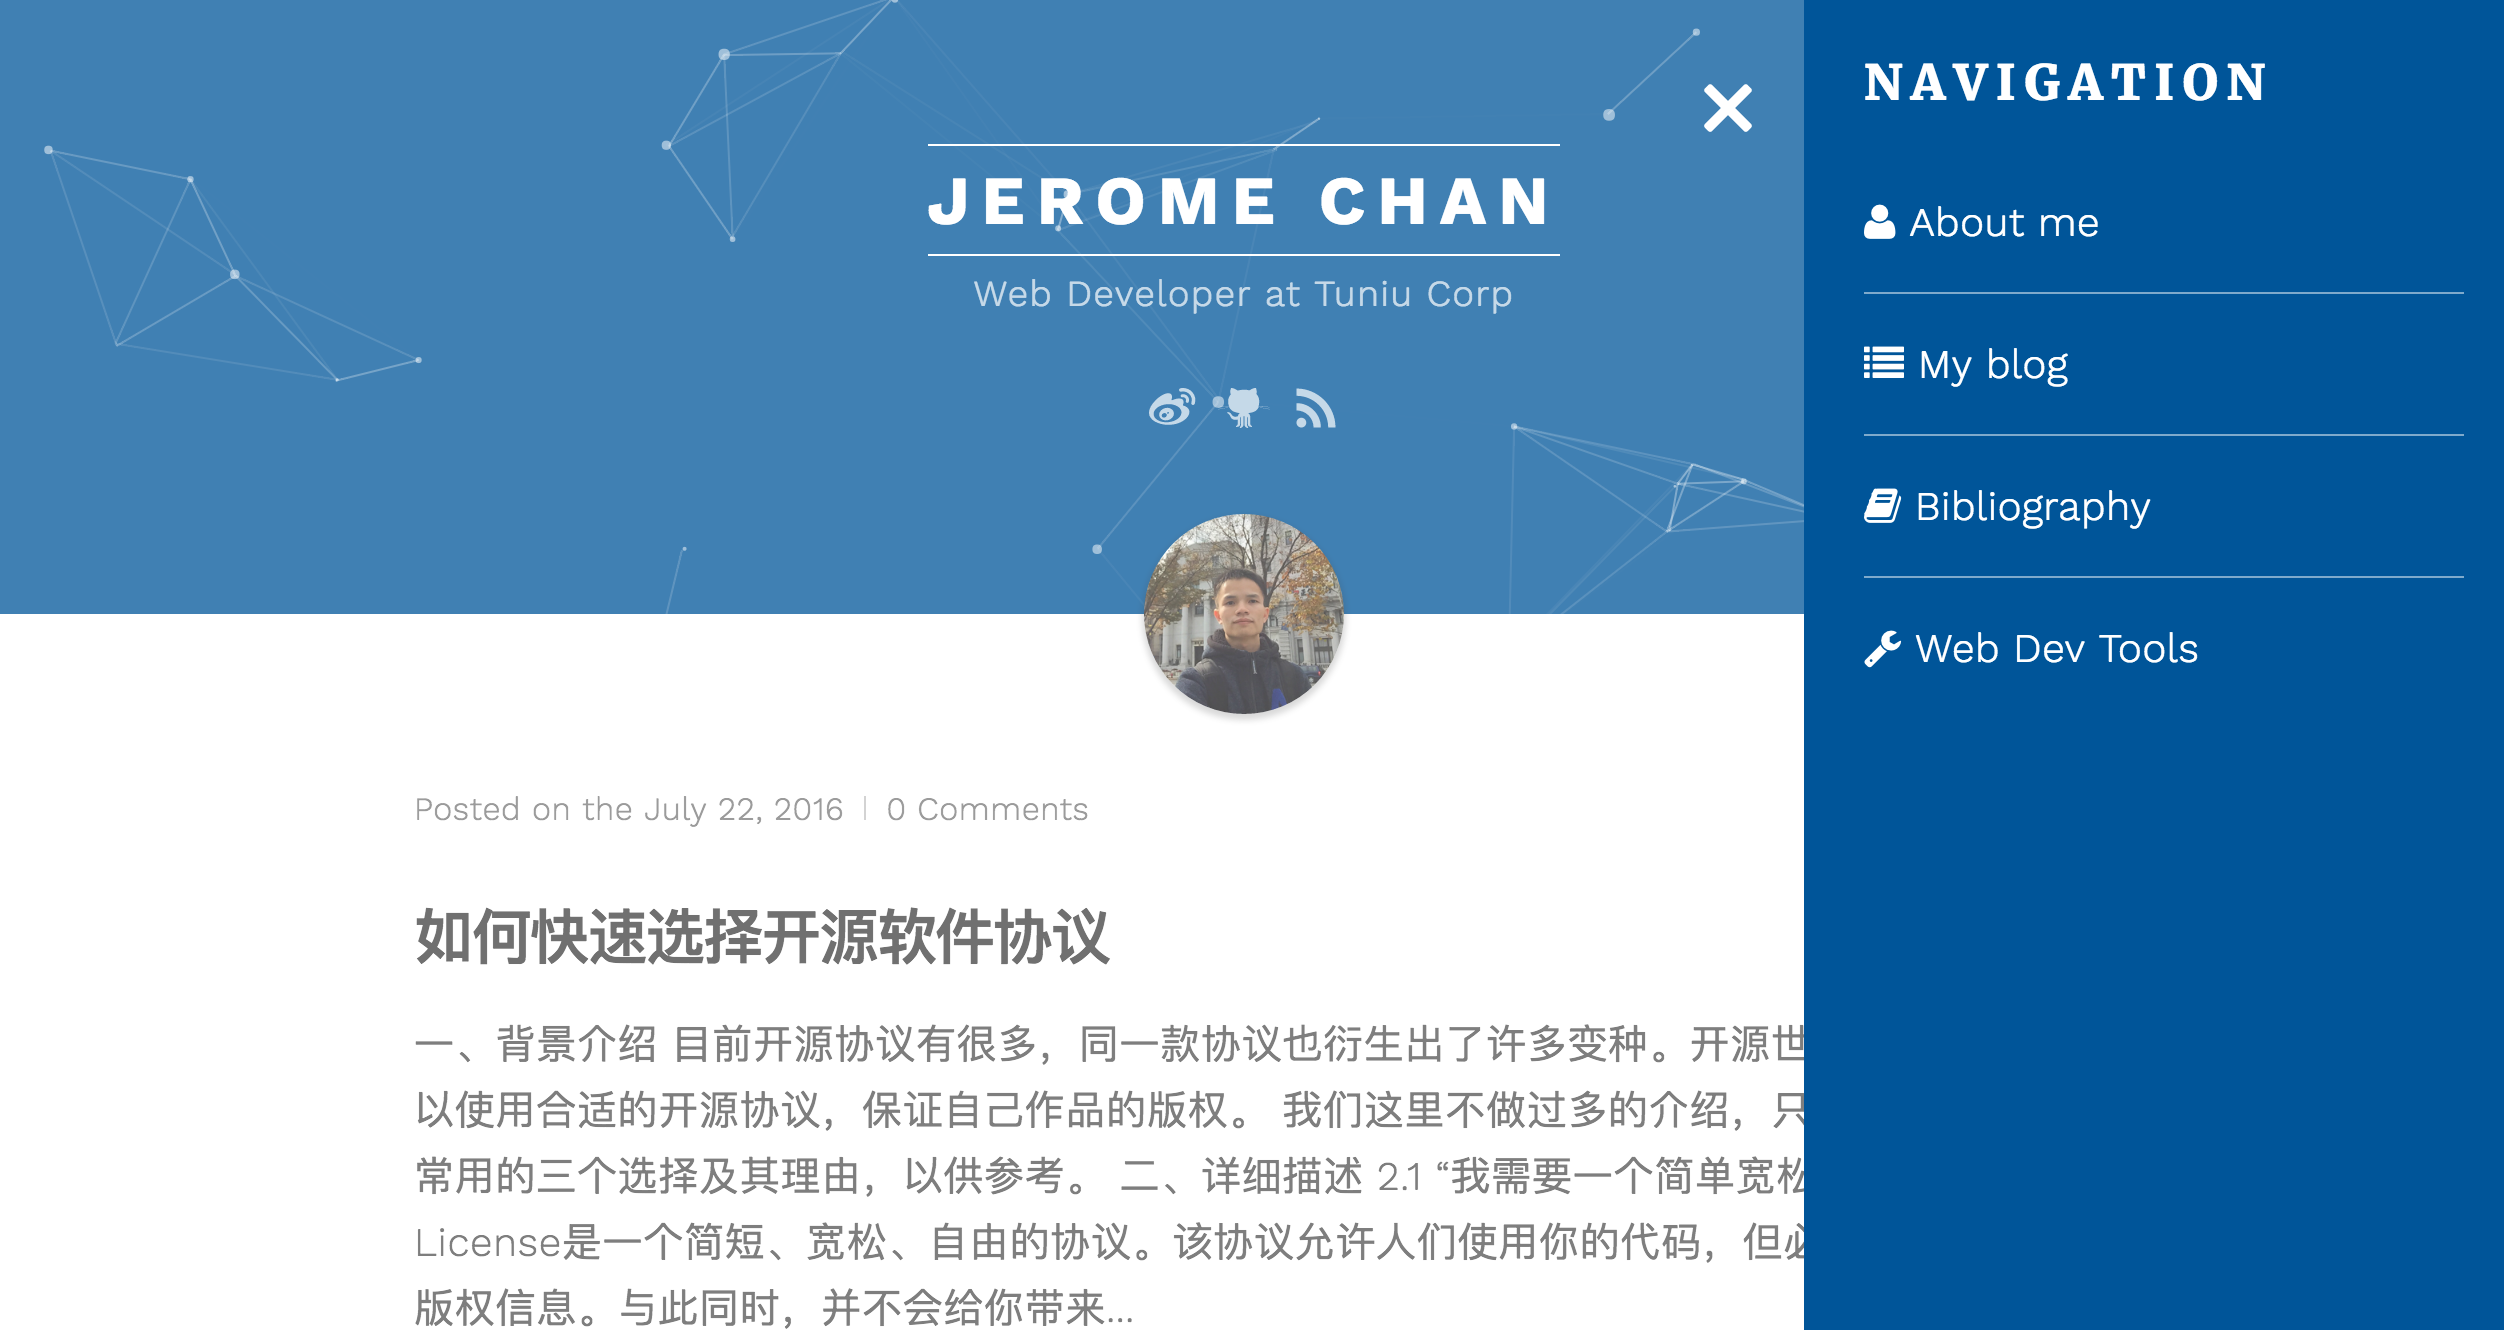 JEROME CHAN
Web Developer at Tuniu Corp
NAVIGATION
About me
My blog
Bibliography
Web Dev Tools
Posted on the July 22, 2016 | 0 Comments
如何快速选择开源软件协议
一、背景介绍 目前开源协议有很多，同一款协议也衍生出了许多变种。开源世
以使用合适的开源协议，保证自己作品的版权。 我们这里不做过多的介绍，只
常用的三个选择及其理由，以供参考。 二、详细描述 2.1 “我需要一个简单宽松
License是一个简短、宽松、自由的协议。该协议允许人们使用你的代码，但必
版权信息。与此同时，并不会给你带来...